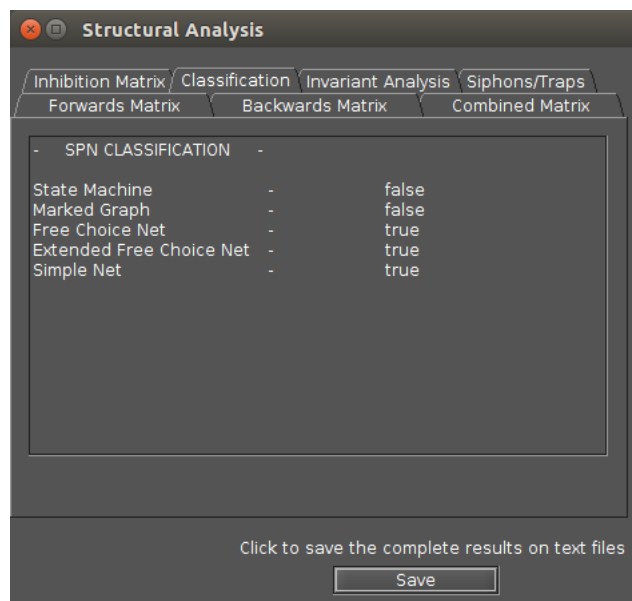 Structural Analysis
Inhibition Matrix Classification Invariant Analysis Siphons/Traps
Forwards Matrix Backwards Matrix Combined Matrix
- SPN CLASSIFICATION -
State Machine - false
Marked Graph - false
Free Choice Net - true
Extended Free Choice Net - true
Simple Net - true
Click to save the complete results on text files
Save